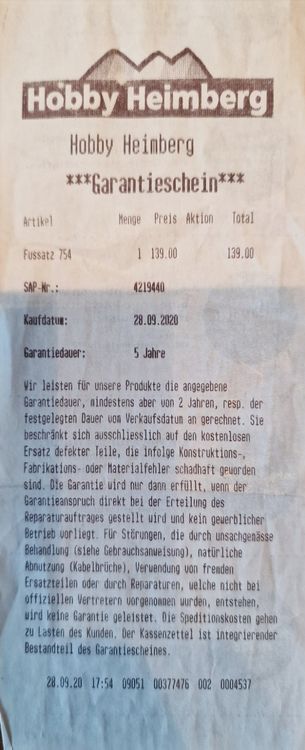 Hobby Heimberg
Hobby Heimberg
***Garantieschein***
Artikel Menge Preis Aktion Total
Fussatz 754 1 139.00 139.00
SAP-Nr.: 4219440
Kaufdatum: 28.09.2020
Garantiedauer: 5 Jahre
Wir leisten für unsere Produkte die angegebene
Garantiedauer, mindestens aber von 2 Jahren, resp. der
festgelegten Dauer vom Verkaufsdatum an gerechnet. Sie
beschränkt sich ausschliesslich auf den kostenlosen
Ersatz defekter Teile, die infolge Konstruktions-,
Fabrikations- oder Materialfehler schadhaft geworden
sind. Die Garantie wird nur dann erfüllt, wenn der
Garantieanspruch direkt bei der Erteilung des
Reparaturauftrages gestellt wird und kein gewerblicher
Betrieb vorliegt. Für Störungen, die durch unsachgemässe
Behandlung (siehe Gebrauchsanweisung), natürliche
Abnutzung (Kabelbrüche), Verwendung von fremden
Ersatzteilen oder durch Reparaturen, welche nicht bei
offiziellen Vertretern vorgenommen wurden, entstehen,
wird keine Garantie geleistet. Die Speditionskosten gehen
zu Lasten des Kunden. Der Kassenzettel ist integrierender
Bestandteil des Garantiescheines.
28.09.20 17:54 09051 00377476 002 0004537